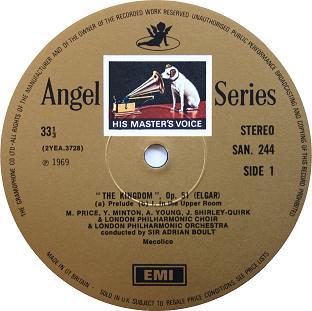 THE GRAMOPHONE CO LTD · ALL RIGHTS OF THE MANUFACTURER AND OF THE OWNER OF THE RECORDED WORK RESERVED UNAUTHORISED PUBLIC PERFORMANCE BROADCASTING AND COPYING OF THIS RECORD PROHIBITED
Angel Series
HIS MASTER'S VOICE
33⅓
(2YEA.3728)
℗ 1969
STEREO
SAN. 244
SIDE 1
"THE KINGDOM", Op. 51 (ELGAR)
(a) Prelude (b) I. In the Upper Room
M. PRICE, Y. MINTON, A. YOUNG, J. SHIRLEY-QUIRK
& LONDON PHILHARMONIC CHOIR
& LONDON PHILHARMONIC ORCHESTRA
conducted by SIR ADRIAN BOULT
Mecolico
EMI
MADE IN GT BRITAIN
SOLD IN U.K. SUBJECT TO RESALE PRICE CONDITIONS, SEE PRICE LISTS